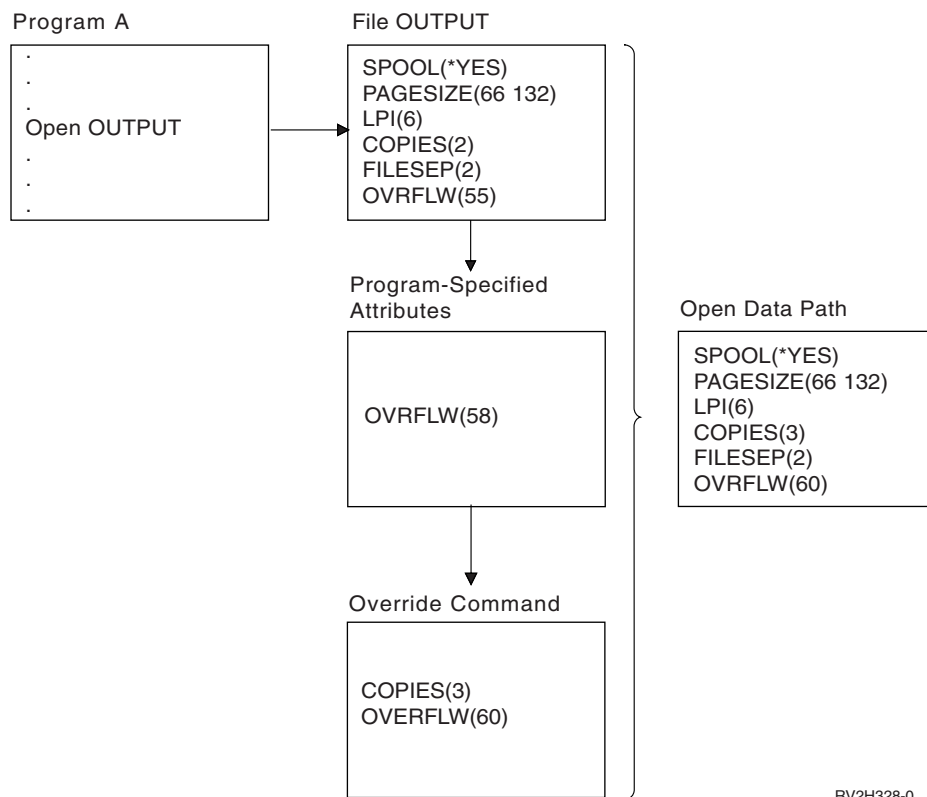 Program A
.
.
.
Open OUTPUT
.
.
.
File OUTPUT
SPOOL(*YES)
PAGESIZE(66 132)
LPI(6)
COPIES(2)
FILESEP(2)
OVRFLW(55)
Program-Specified
Attributes
OVRFLW(58)
Override Command
COPIES(3)
OVERFLW(60)
Open Data Path
SPOOL(*YES)
PAGESIZE(66 132)
LPI(6)
COPIES(3)
FILESEP(2)
OVRFLW(60)
RV2H328-0